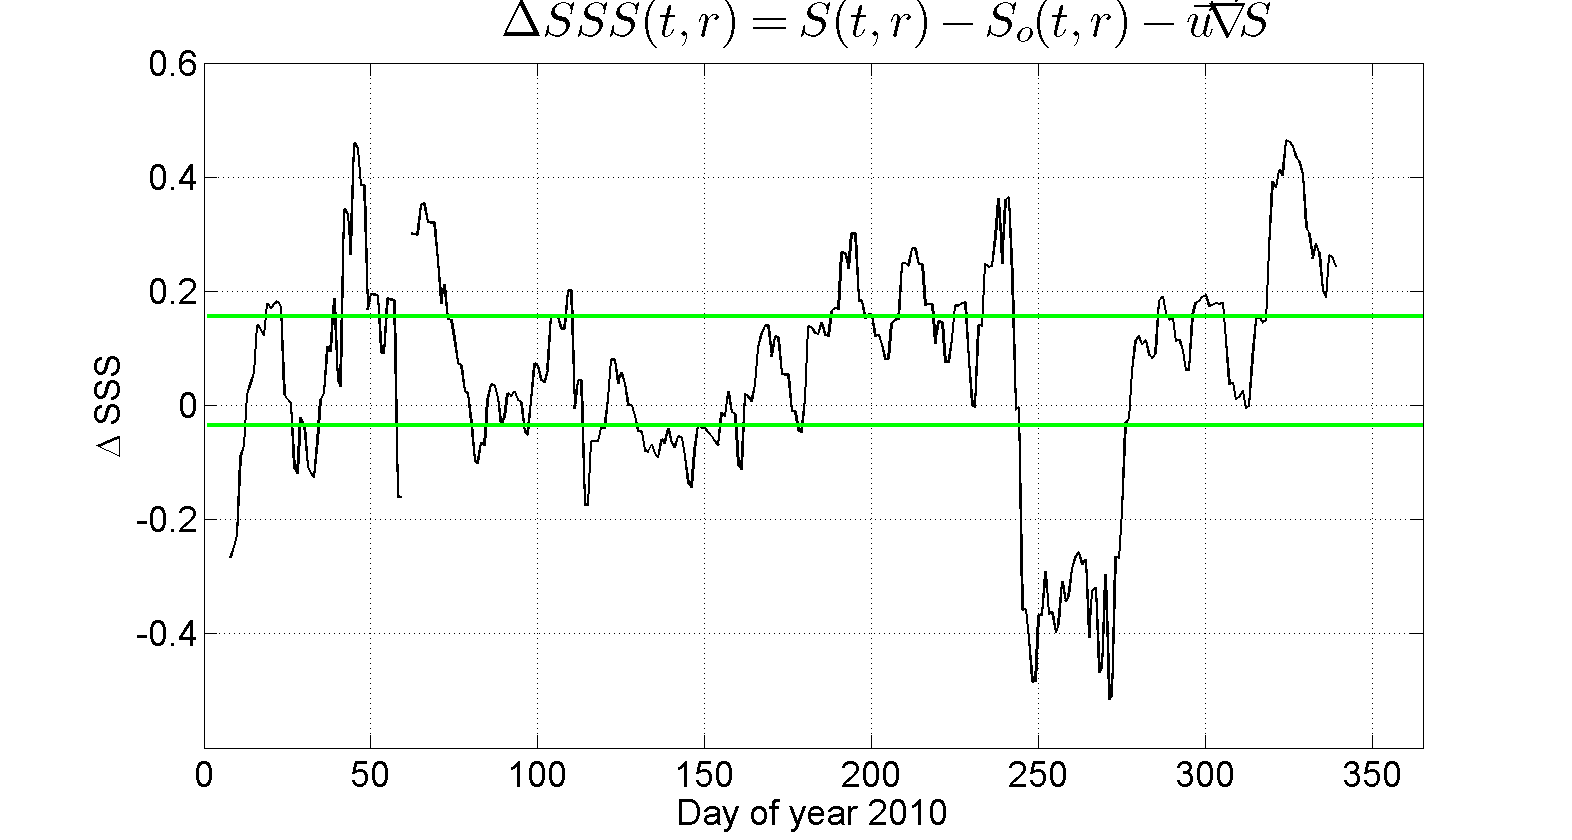 ΔSSS(t, r) = S(t, r) − Sₒ(t, r) − u⃗∇⃗S
0.6
0.4
0.2
0
-0.2
-0.4
Δ SSS
0 50 100 150 200 250 300 350
Day of year 2010